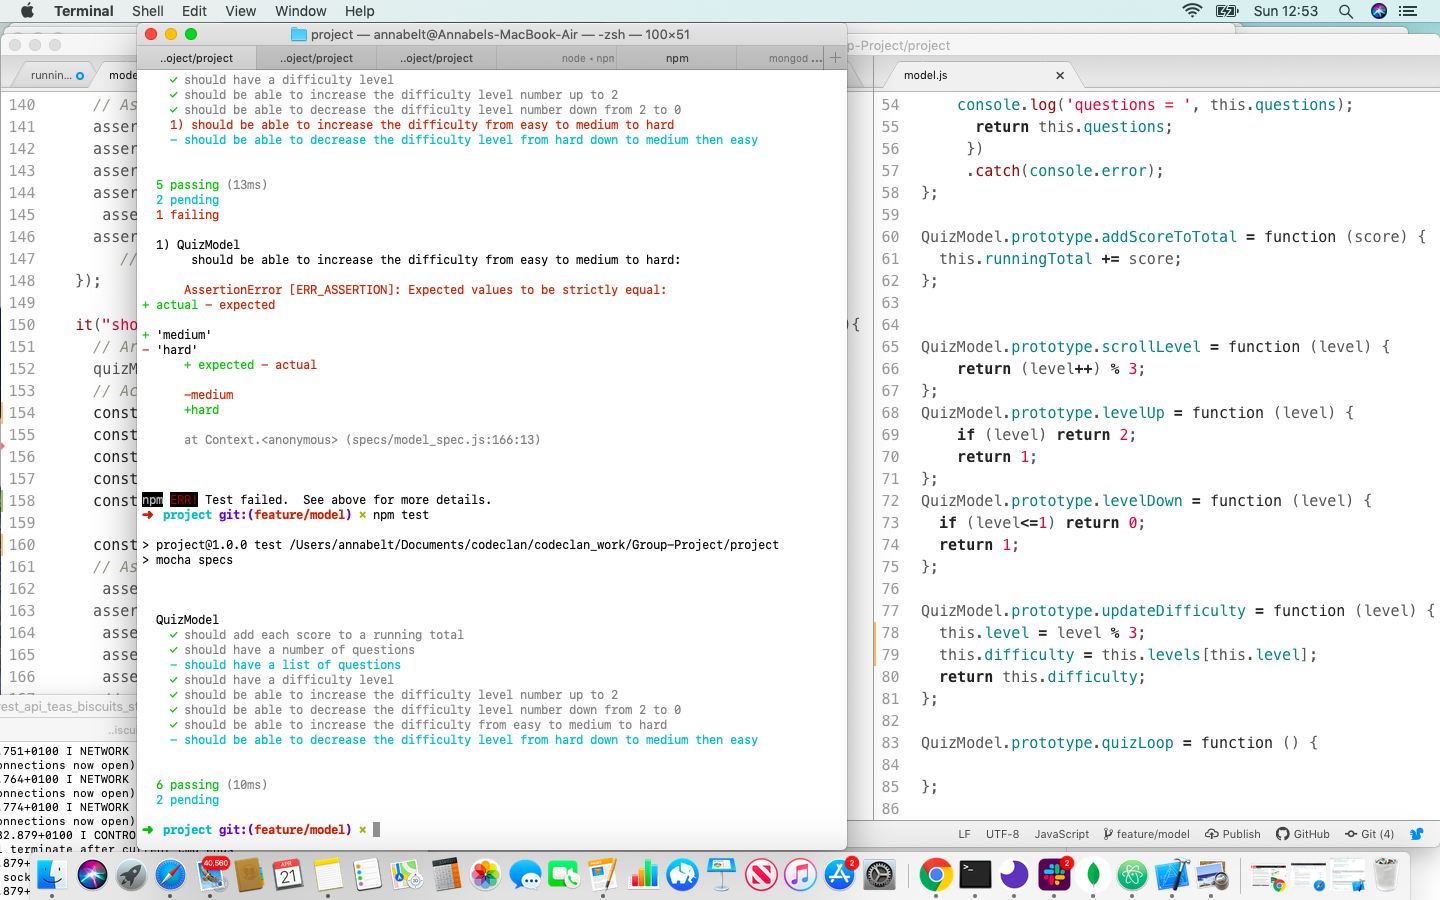 Terminal Shell Edit View Window Help Sun 12:53
project — annabelt@Annabels-MacBook-Air — -zsh — 100×51
..oject/project ..oject/project ..oject/project node • npn npm mongod ...
✓ should have a difficulty level
✓ should be able to increase the difficulty level number up to 2
✓ should be able to decrease the difficulty level number down from 2 to 0
1) should be able to increase the difficulty from easy to medium to hard
- should be able to decrease the difficulty level from hard down to medium then easy
5 passing (13ms)
2 pending
1 failing
1) QuizModel
should be able to increase the difficulty from easy to medium to hard:
AssertionError [ERR_ASSERTION]: Expected values to be strictly equal:
+ actual - expected
+ 'medium'
- 'hard'
+ expected - actual
-medium
+hard
at Context.<anonymous> (specs/model_spec.js:166:13)
npm ERR! Test failed.  See above for more details.
➜ project git:(feature/model) × npm test
> project@1.0.0 test /Users/annabelt/Documents/codeclan/codeclan_work/Group-Project/project
> mocha specs
QuizModel
✓ should add each score to a running total
✓ should have a number of questions
- should have a list of questions
✓ should have a difficulty level
✓ should be able to increase the difficulty level number up to 2
✓ should be able to decrease the difficulty level number down from 2 to 0
✓ should be able to increase the difficulty from easy to medium to hard
- should be able to decrease the difficulty level from hard down to medium then easy
6 passing (10ms)
2 pending
➜ project git:(feature/model) ×
runnin... mode
140 // As
141 asser
142 asser
143 asser
144 asser
145 asse
146 asser
147 //
148 });
149
150 it("sho {
151 // Ar
152 quizM
153 // Ac
154 const
155 const
156 const
157 const
158 const
159
160 const
161 // As
162 asse
163 asser
164 asse
165 asse
166 asse
rest_api_teas_biscuits_st
..iscu
.751+0100 I NETWORK
onnections now open)
.764+0100 I NETWORK
onnections now open)
.774+0100 I NETWORK
onnections now open)
32.879+0100 I CONTRO
.879+
sock
.879+
p-Project/project
model.js
54 console.log('questions = ', this.questions);
55 return this.questions;
56 })
57 .catch(console.error);
58 };
59
60 QuizModel.prototype.addScoreToTotal = function (score) {
61 this.runningTotal += score;
62 };
63
64
65 QuizModel.prototype.scrollLevel = function (level) {
66 return (level++) % 3;
67 };
68 QuizModel.prototype.levelUp = function (level) {
69 if (level) return 2;
70 return 1;
71 };
72 QuizModel.prototype.levelDown = function (level) {
73 if (level<=1) return 0;
74 return 1;
75 };
76
77 QuizModel.prototype.updateDifficulty = function (level) {
78 this.level = level % 3;
79 this.difficulty = this.levels[this.level];
80 return this.difficulty;
81 };
82
83 QuizModel.prototype.quizLoop = function () {
84
85 };
86
LF UTF-8 JavaScript feature/model Publish GitHub Git (4)
40,560
APR 21
2
2